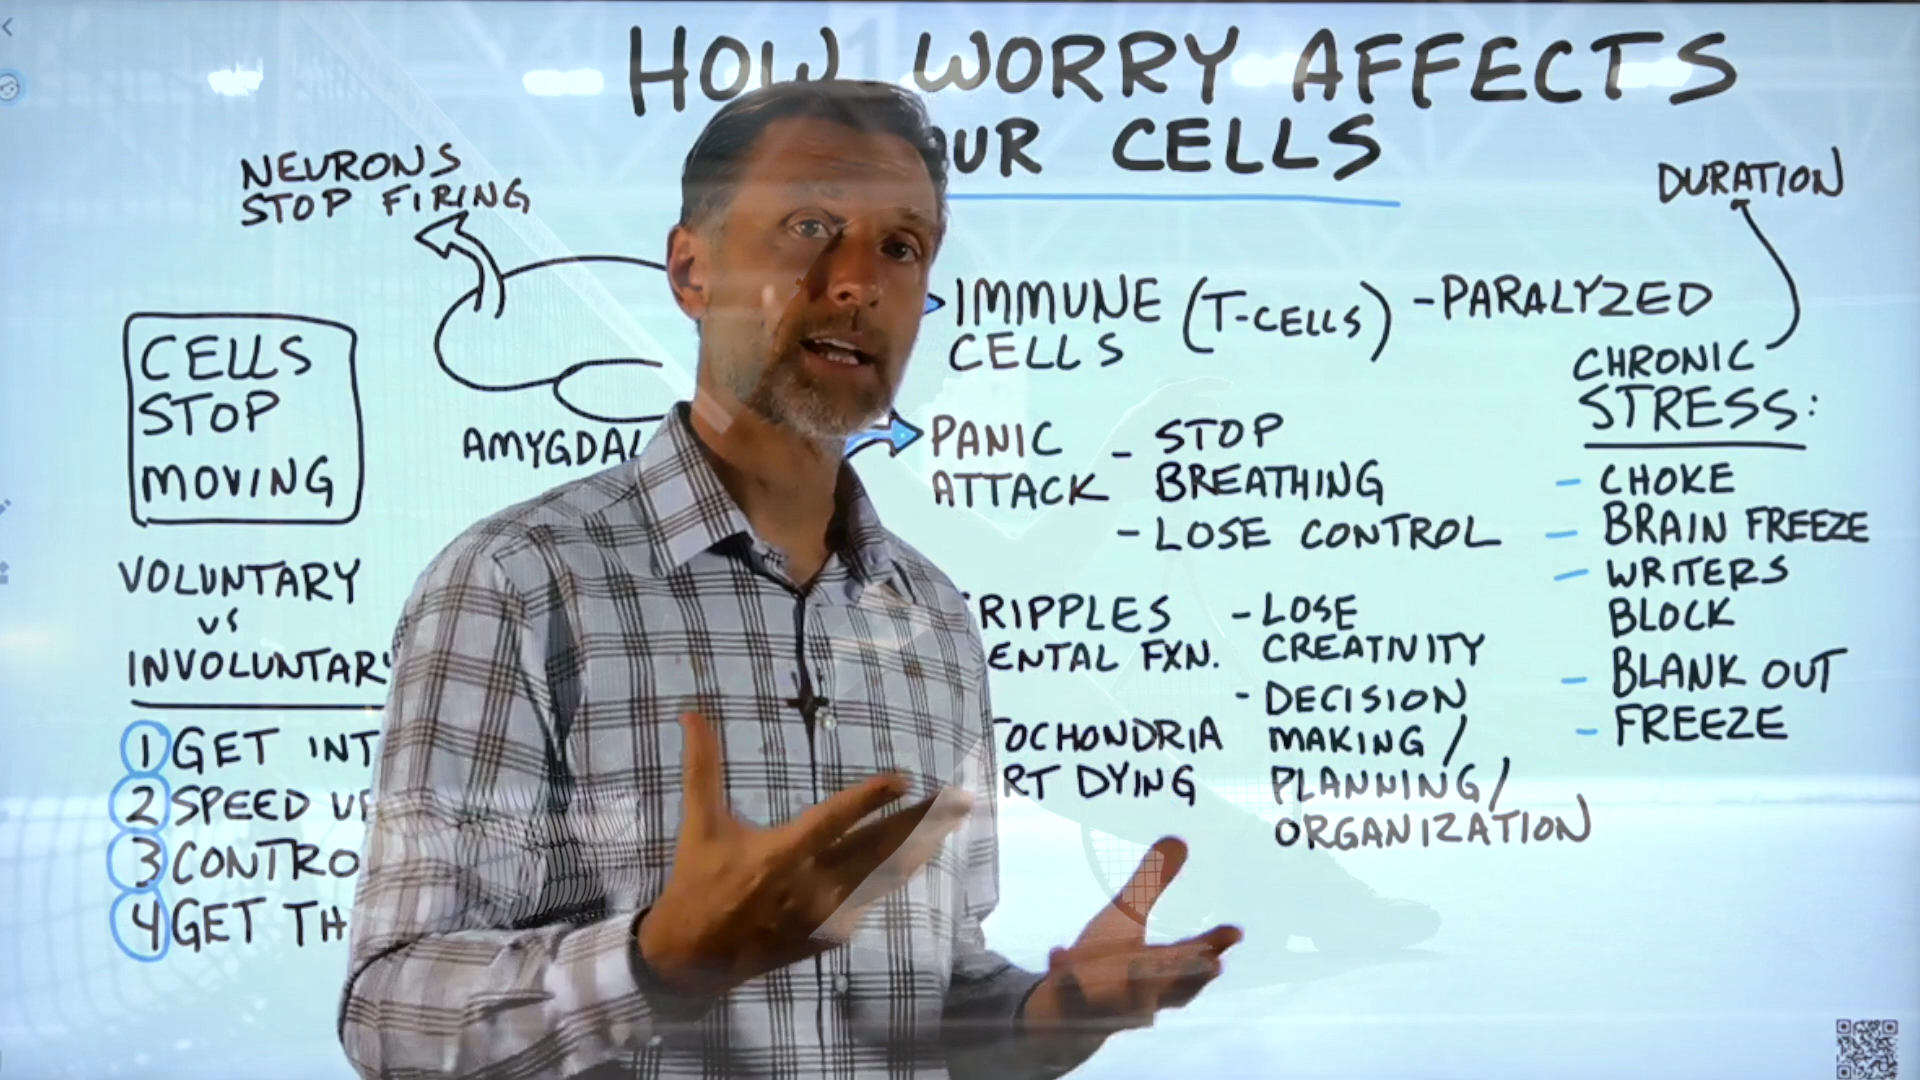 HOW WORRY AFFECTS
UR CELLS
NEURONS
STOP FIRING
DURATION
CELLS
STOP
MOVING
AMYGDAL
IMMUNE (T-CELLS) - PARALYZED
CELLS
PANIC - STOP
ATTACK BREATHING
- LOSE CONTROL
CHRONIC
STRESS:
- CHOKE
- BRAIN FREEZE
- WRITERS
BLOCK
- BLANK OUT
- FREEZE
VOLUNTARY
vs
INVOLUNTARY
RIPPLES - LOSE
ENTAL FXN. CREATIVITY
- DECISION
MAKING /
PLANNING /
ORGANIZATION
TOCHONDRIA
RT DYING
1 GET INT
2 SPEED UP
3 CONTRO
4 GET TH